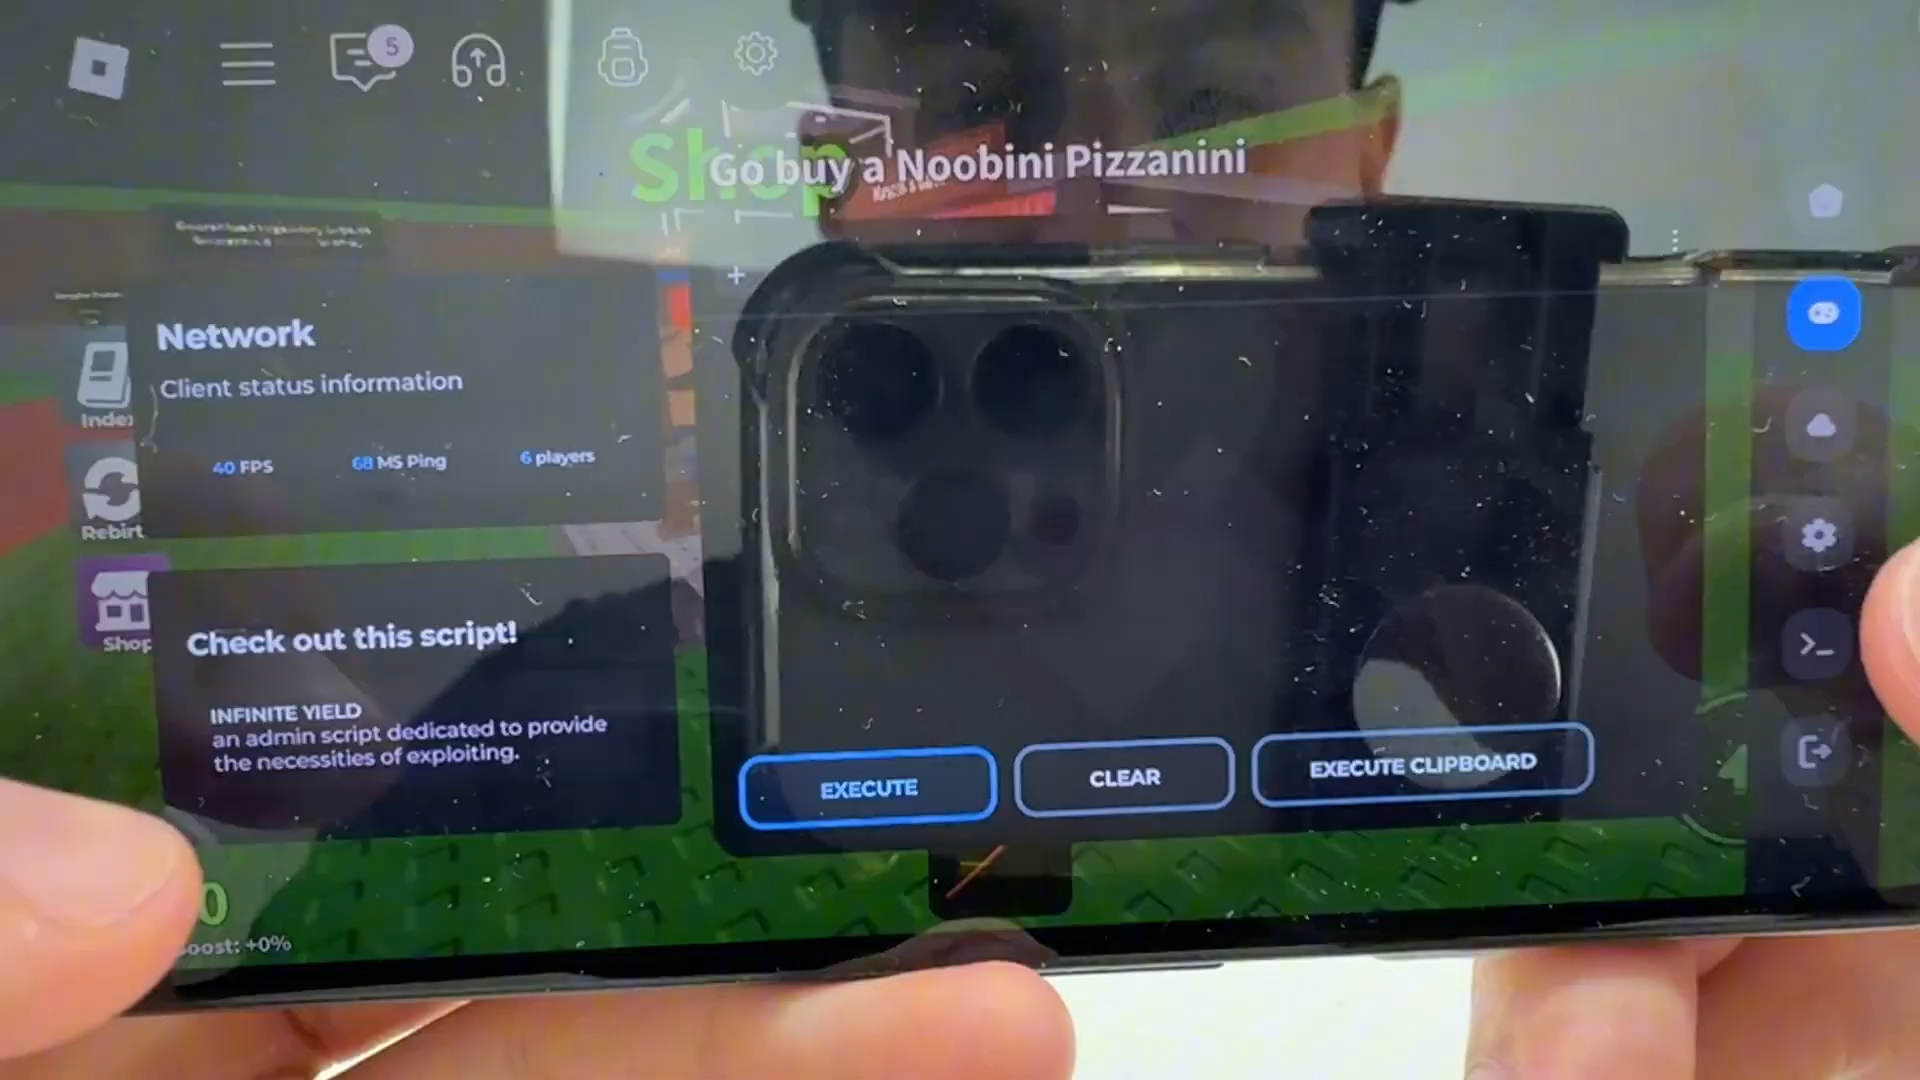 5
Shop
Go buy a Noobini Pizzanini
Network
Client status information
40 FPS
68 MS Ping
6 players
Index
Rebirt
Shop
Check out this script!
INFINITE YIELD
an admin script dedicated to provide
the necessities of exploiting.
EXECUTE
CLEAR
EXECUTE CLIPBOARD
0
oost: +0%